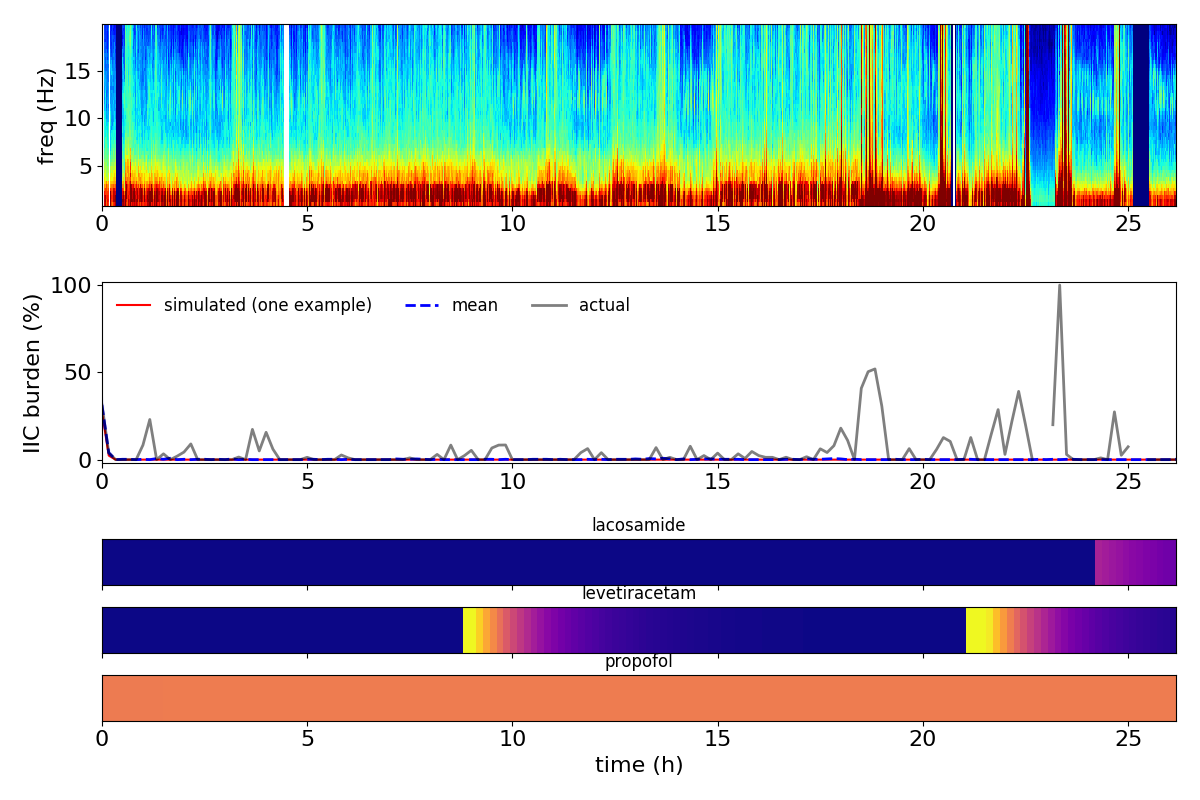 freq (Hz)
15
10
5
0 5 10 15 20 25
IIC burden (%)
100
50
0
simulated (one example) mean actual
0 5 10 15 20 25
lacosamide
levetiracetam
propofol
0 5 10 15 20 25
time (h)